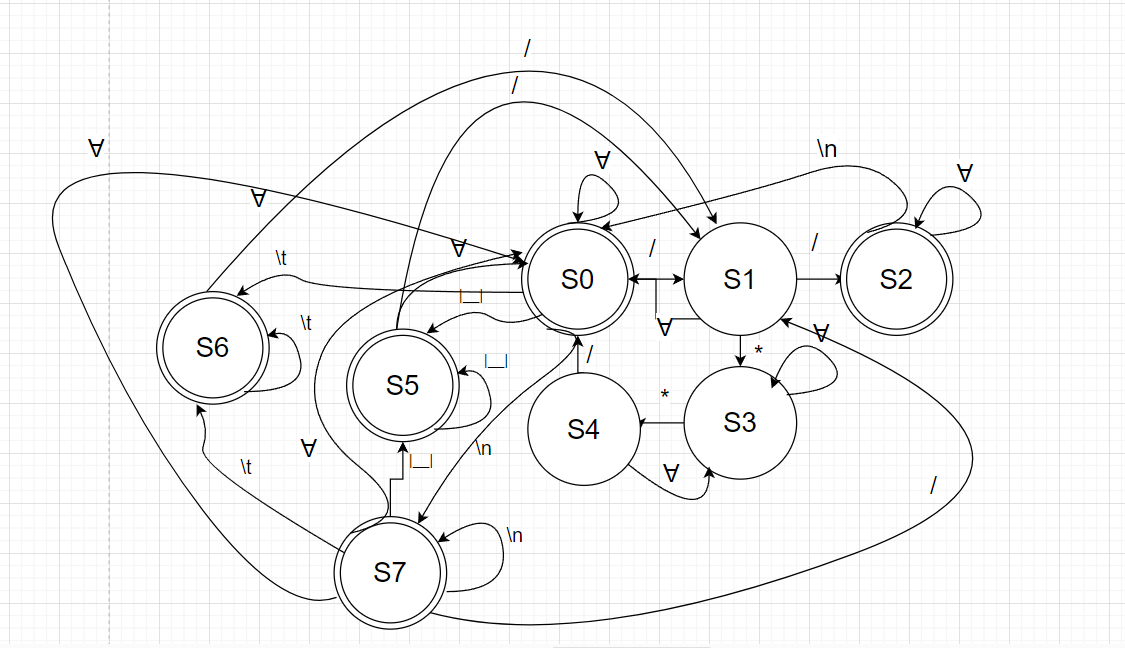 /
/
∀
\n
∀
∀
∀
/
/
∀
\t
S0
S1
S2
|__|
\t
∀
∀
S6
/
*
|__|
S5
*
S4
S3
∀
\n
∀
|__|
\t
/
\n
S7